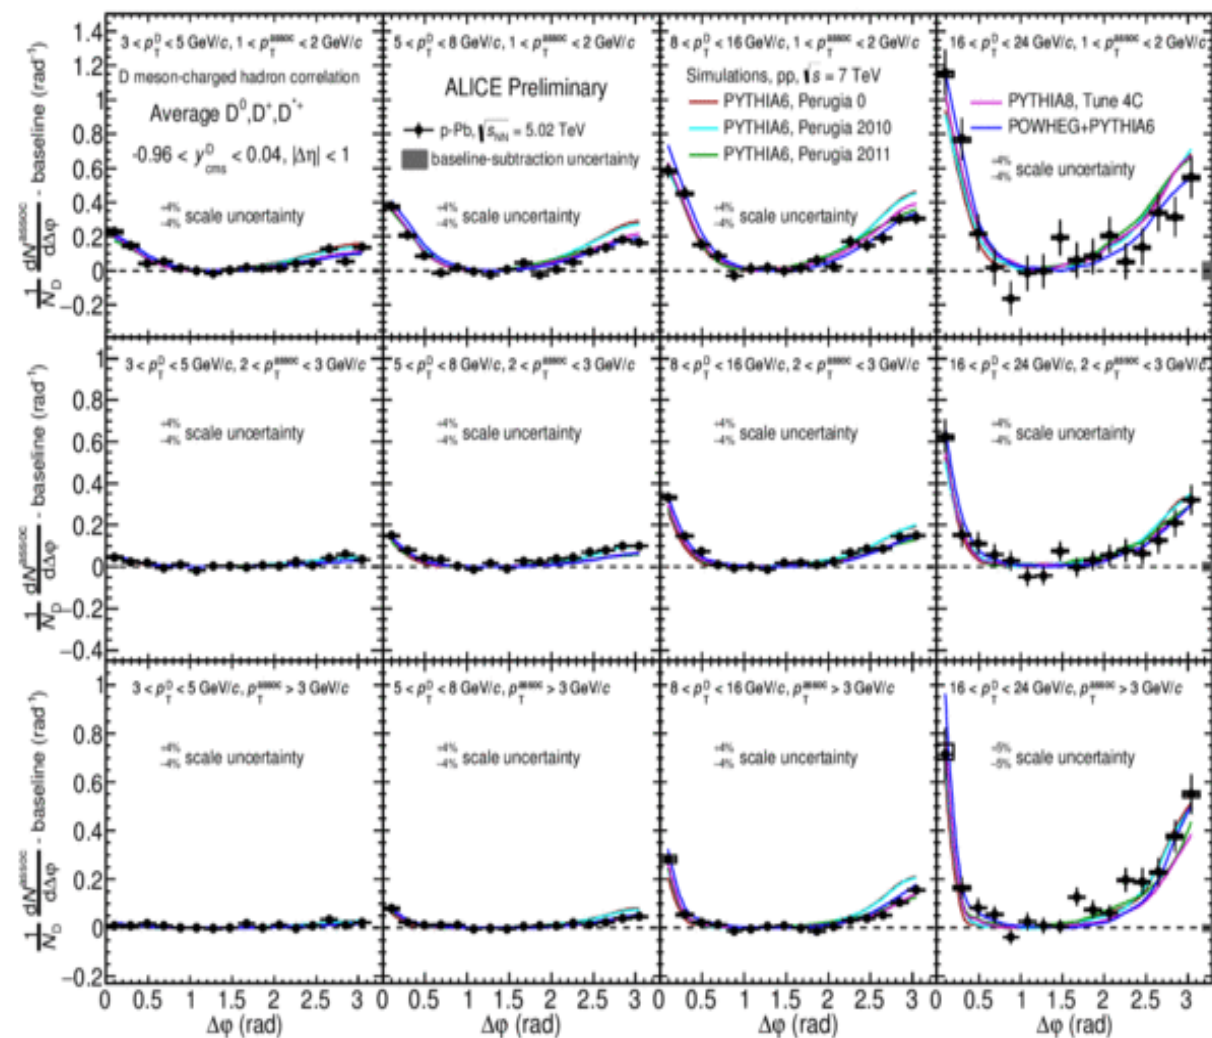 3 < p_T^D < 5 GeV/c, 1 < p_T^assoc < 2 GeV/c
5 < p_T^D < 8 GeV/c, 1 < p_T^assoc < 2 GeV/c
8 < p_T^D < 16 GeV/c, 1 < p_T^assoc < 2 GeV/c
16 < p_T^D < 24 GeV/c, 1 < p_T^assoc < 2 GeV/c
D meson-charged hadron correlation
Average D⁰,D⁺,D*⁺
-0.96 < y_cms^D < 0.04, |Δη| < 1
+4% −4% scale uncertainty
ALICE Preliminary
p-Pb, √s_NN = 5.02 TeV
baseline-subtraction uncertainty
+4% −4% scale uncertainty
Simulations, pp, √s = 7 TeV
PYTHIA6, Perugia 0
PYTHIA6, Perugia 2010
PYTHIA6, Perugia 2011
+4% −4% scale uncertainty
PYTHIA8, Tune 4C
POWHEG+PYTHIA6
+4% −4% scale uncertainty
1/N_D dN^assoc/dΔφ - baseline (rad⁻¹)
1.4
1.2
1
0.8
0.6
0.4
0.2
0
−0.2
3 < p_T^D < 5 GeV/c, 2 < p_T^assoc < 3 GeV/c
5 < p_T^D < 8 GeV/c, 2 < p_T^assoc < 3 GeV/c
8 < p_T^D < 16 GeV/c, 2 < p_T^assoc < 3 GeV/c
16 < p_T^D < 24 GeV/c, 2 < p_T^assoc < 3 GeV/c
+4% −4% scale uncertainty
+4% −4% scale uncertainty
+4% −4% scale uncertainty
+4% −4% scale uncertainty
1/N_D dN^assoc/dΔφ - baseline (rad⁻¹)
1
0.8
0.6
0.4
0.2
0
−0.2
−0.4
3 < p_T^D < 5 GeV/c, p_T^assoc > 3 GeV/c
5 < p_T^D < 8 GeV/c, p_T^assoc > 3 GeV/c
8 < p_T^D < 16 GeV/c, p_T^assoc > 3 GeV/c
16 < p_T^D < 24 GeV/c, p_T^assoc > 3 GeV/c
+4% −4% scale uncertainty
+4% −4% scale uncertainty
+4% −4% scale uncertainty
+5% −5% scale uncertainty
1/N_D dN^assoc/dΔφ - baseline (rad⁻¹)
1
0.8
0.6
0.4
0.2
0
−0.2
0 0.5 1 1.5 2 2.5 3
0 0.5 1 1.5 2 2.5 3
0 0.5 1 1.5 2 2.5 3
0 0.5 1 1.5 2 2.5 3
Δφ (rad)
Δφ (rad)
Δφ (rad)
Δφ (rad)